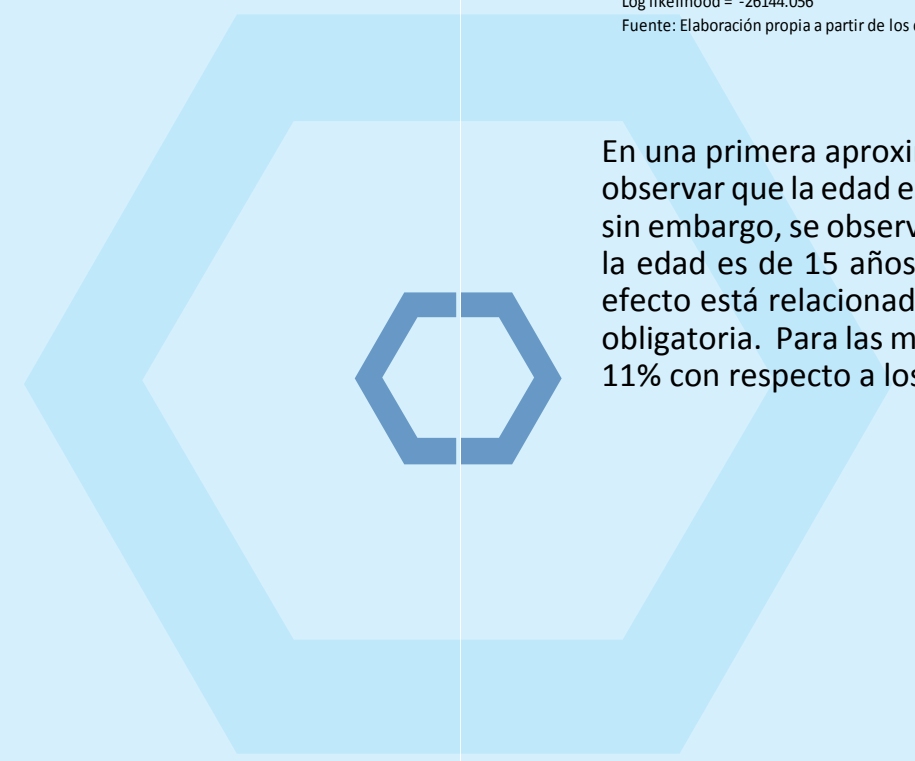 Log likelihood = -26144.056
Fuente: Elaboración propia a partir de los
En una primera aproxi
observar que la edad e
sin embargo, se observ
la edad es de 15 años
efecto está relacionad
obligatoria. Para las m
11% con respecto a los